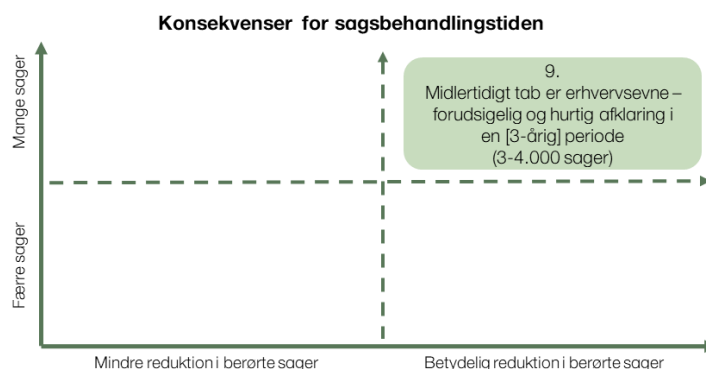 Konsekvenser for sagsbehandlingstiden
Mange sager
Færre sager
9.
Midlertidigt tab er erhvervsevne –
forudsigelig og hurtig afklaring i
en [3-årig] periode
(3-4.000 sager)
Mindre reduktion i berørte sager
Betydelig reduktion i berørte sager